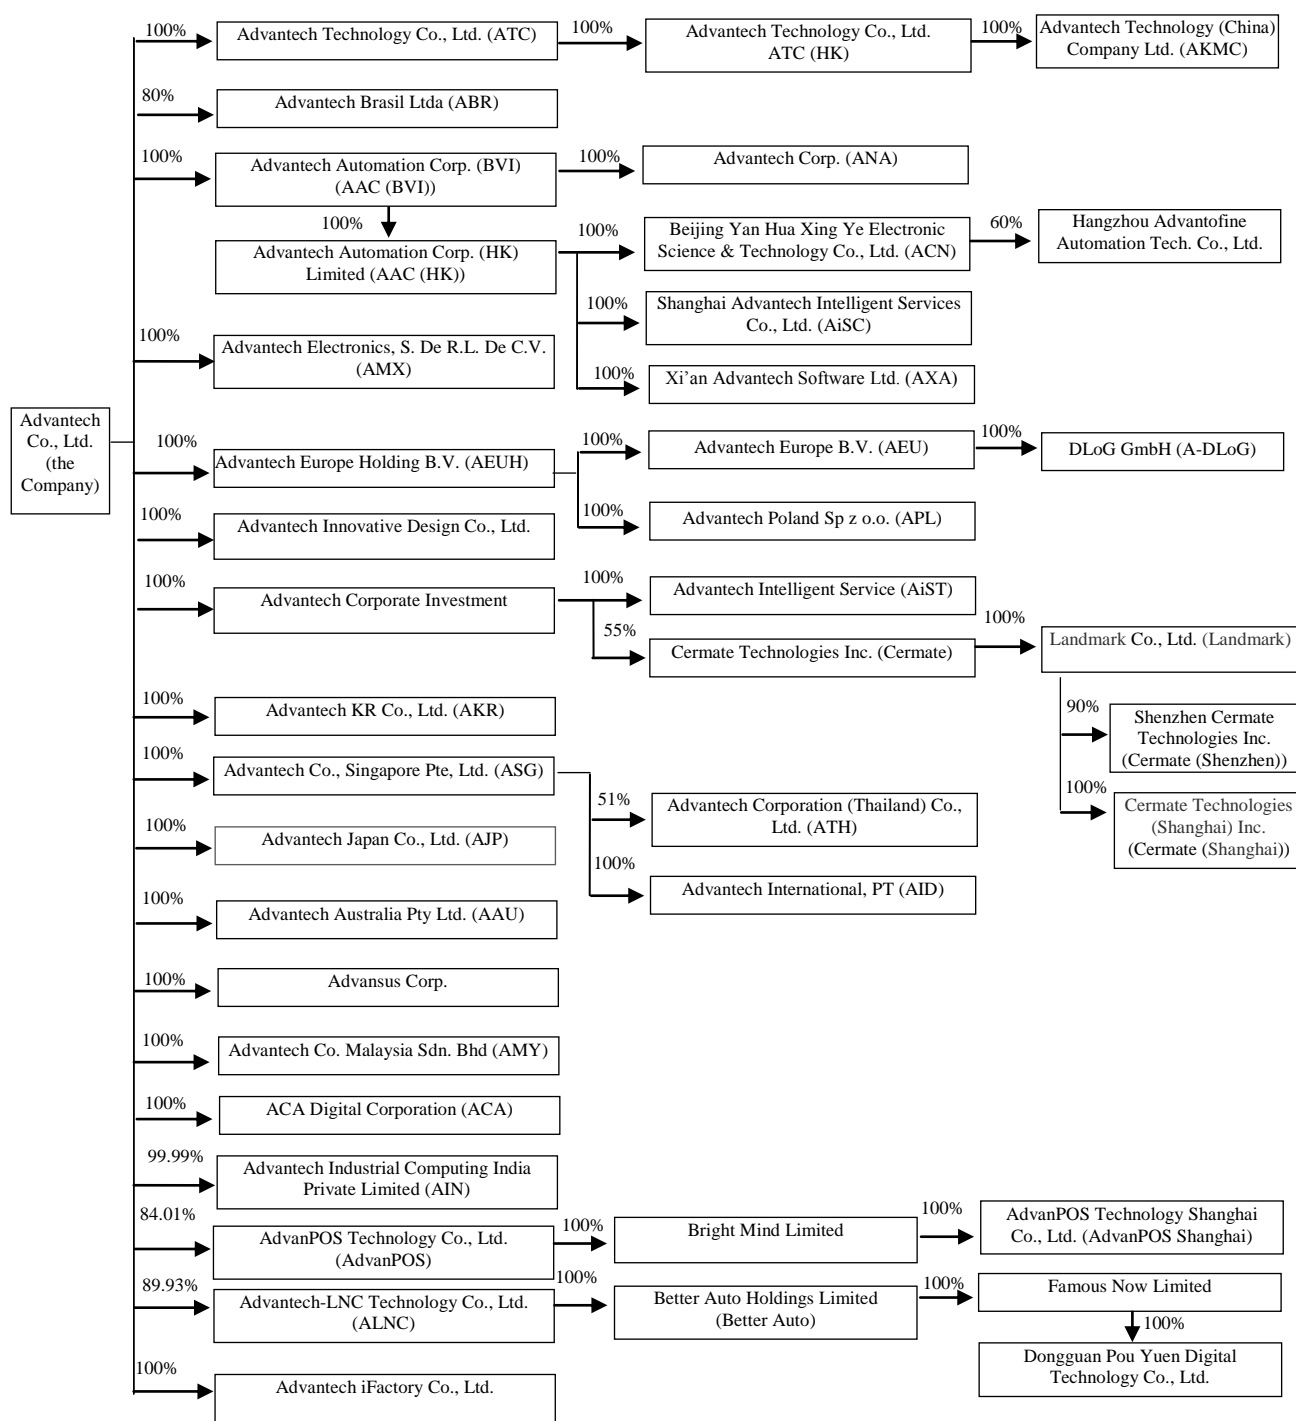 100%
Advantech Technology Co., Ltd. (ATC)
100%
Advantech Technology Co., Ltd.
ATC (HK)
100%
Advantech Technology (China)
Company Ltd. (AKMC)
80%
Advantech Brasil Ltda (ABR)
100%
Advantech Automation Corp. (BVI)
(AAC (BVI))
100%
Advantech Corp. (ANA)
100%
Advantech Automation Corp. (HK)
Limited (AAC (HK))
100%
Beijing Yan Hua Xing Ye Electronic
Science & Technology Co., Ltd. (ACN)
60%
Hangzhou Advantofine
Automation Tech. Co., Ltd.
100%
Shanghai Advantech Intelligent Services
Co., Ltd. (AiSC)
100%
Advantech Electronics, S. De R.L. De C.V.
(AMX)
100%
Xi’an Advantech Software Ltd. (AXA)
Advantech
Co., Ltd.
(the
Company)
100%
Advantech Europe Holding B.V. (AEUH)
100%
Advantech Europe B.V. (AEU)
100%
DLoG GmbH (A-DLoG)
100%
Advantech Poland Sp z o.o. (APL)
100%
Advantech Innovative Design Co., Ltd.
100%
Advantech Corporate Investment
100%
Advantech Intelligent Service (AiST)
55%
Cermate Technologies Inc. (Cermate)
100%
Landmark Co., Ltd. (Landmark)
90%
Shenzhen Cermate
Technologies Inc.
(Cermate (Shenzhen))
100%
Cermate Technologies
(Shanghai) Inc.
(Cermate (Shanghai))
100%
Advantech KR Co., Ltd. (AKR)
100%
Advantech Co., Singapore Pte, Ltd. (ASG)
51%
Advantech Corporation (Thailand) Co.,
Ltd. (ATH)
100%
Advantech International, PT (AID)
100%
Advantech Japan Co., Ltd. (AJP)
100%
Advantech Australia Pty Ltd. (AAU)
100%
Advansus Corp.
100%
Advantech Co. Malaysia Sdn. Bhd (AMY)
100%
ACA Digital Corporation (ACA)
99.99%
Advantech Industrial Computing India
Private Limited (AIN)
84.01%
AdvanPOS Technology Co., Ltd.
(AdvanPOS)
100%
Bright Mind Limited
100%
AdvanPOS Technology Shanghai
Co., Ltd. (AdvanPOS Shanghai)
89.93%
Advantech-LNC Technology Co., Ltd.
(ALNC)
100%
Better Auto Holdings Limited
(Better Auto)
100%
Famous Now Limited
100%
Dongguan Pou Yuen Digital
Technology Co., Ltd.
100%
Advantech iFactory Co., Ltd.